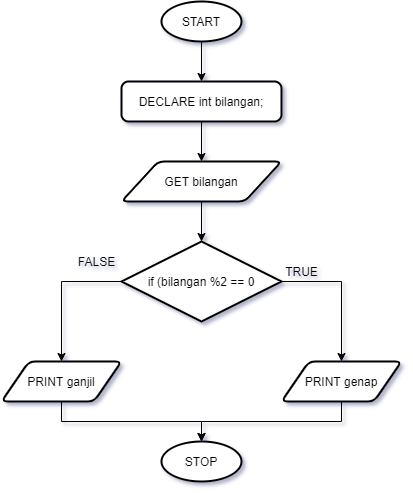 START
DECLARE int bilangan;
GET bilangan
if (bilangan %2 == 0
FALSE
TRUE
PRINT ganjil
PRINT genap
STOP